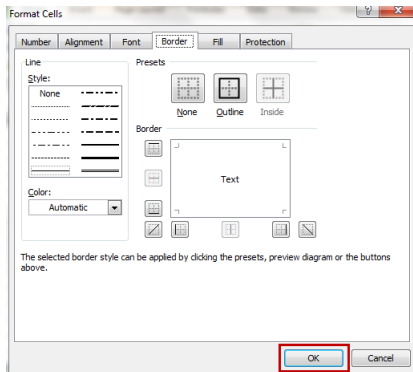 Format Cells
Number Alignment Font Border Fill Protection
Line
Presets
Style:
None
None Outline Inside
Border
Text
Color:
Automatic
The selected border style can be applied by clicking the presets, preview diagram or the buttons
above.
OK Cancel